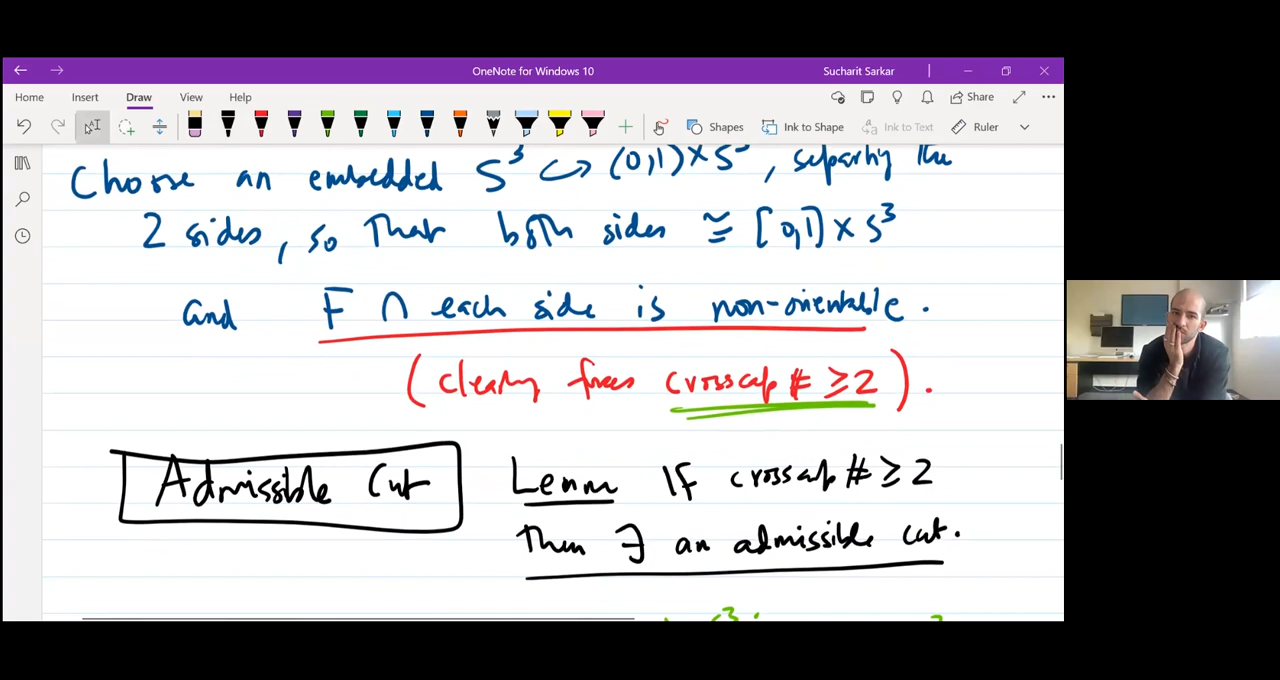 OneNote for Windows 10
Sucharit Sarkar
Home Insert Draw View Help
Share
Shapes
Ink to Shape
Ink to Text
Ruler
Choose an embedded S³ ↪ (0,1) × S³, separating the
2 sides, so that both sides ≅ [0,1] × S³
and F ∩ each side is non-orientable.
(clearly forces crosscap # ≥ 2).
Admissible Cut
Lemma If crosscap # ≥ 2
then ∃ an admissible cut.